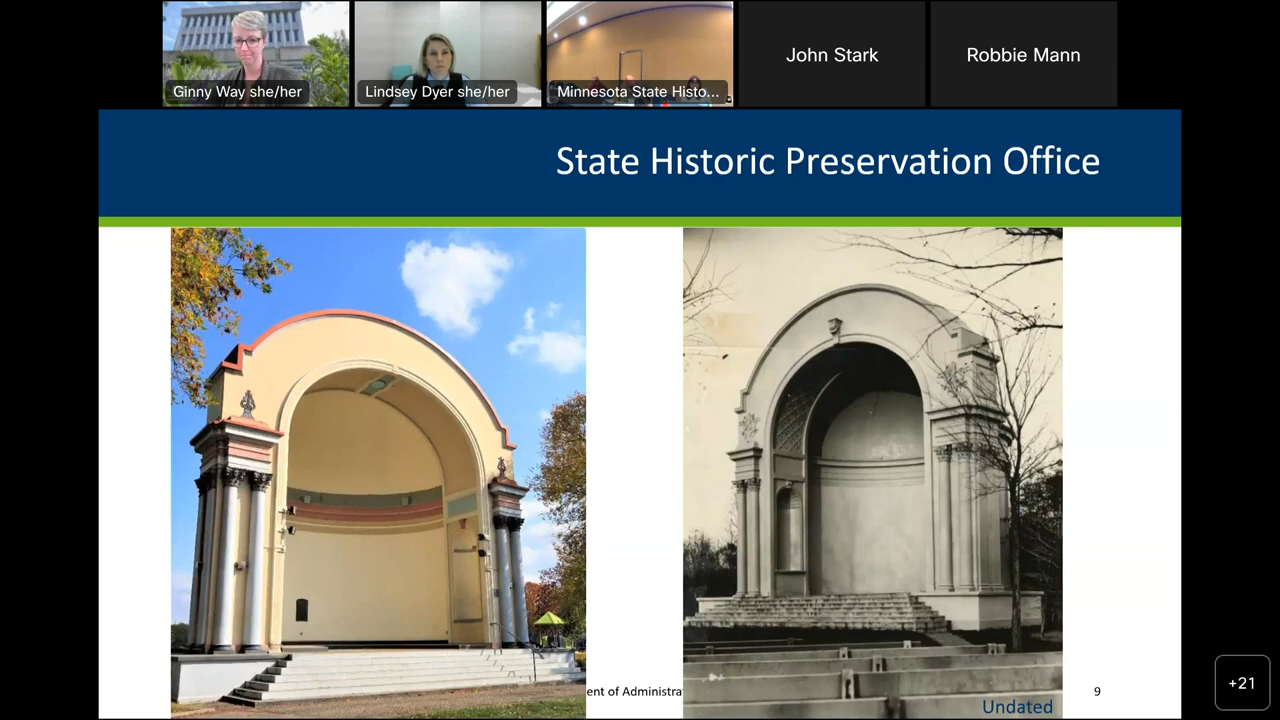 Ginny Way she/her
Lindsey Dyer she/her
Minnesota State Histo...
John Stark
Robbie Mann
State Historic Preservation Office
ent of Administra
9
Undated
+21